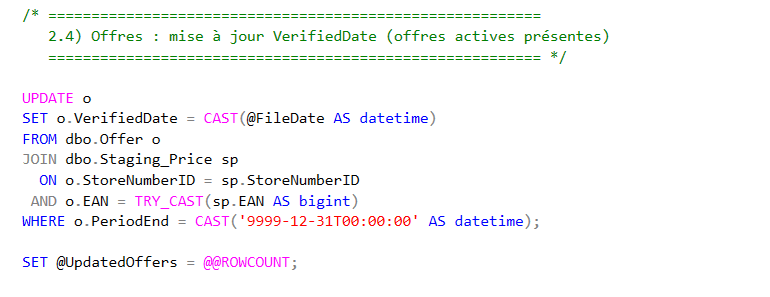 /* ============================================================
2.4) Offres : mise à jour VerifiedDate (offres actives présentes)
============================================================ */
UPDATE o
SET o.VerifiedDate = CAST(@FileDate AS datetime)
FROM dbo.Offer o
JOIN dbo.Staging_Price sp
ON o.StoreNumberID = sp.StoreNumberID
AND o.EAN = TRY_CAST(sp.EAN AS bigint)
WHERE o.PeriodEnd = CAST('9999-12-31T00:00:00' AS datetime);
SET @UpdatedOffers = @@ROWCOUNT;